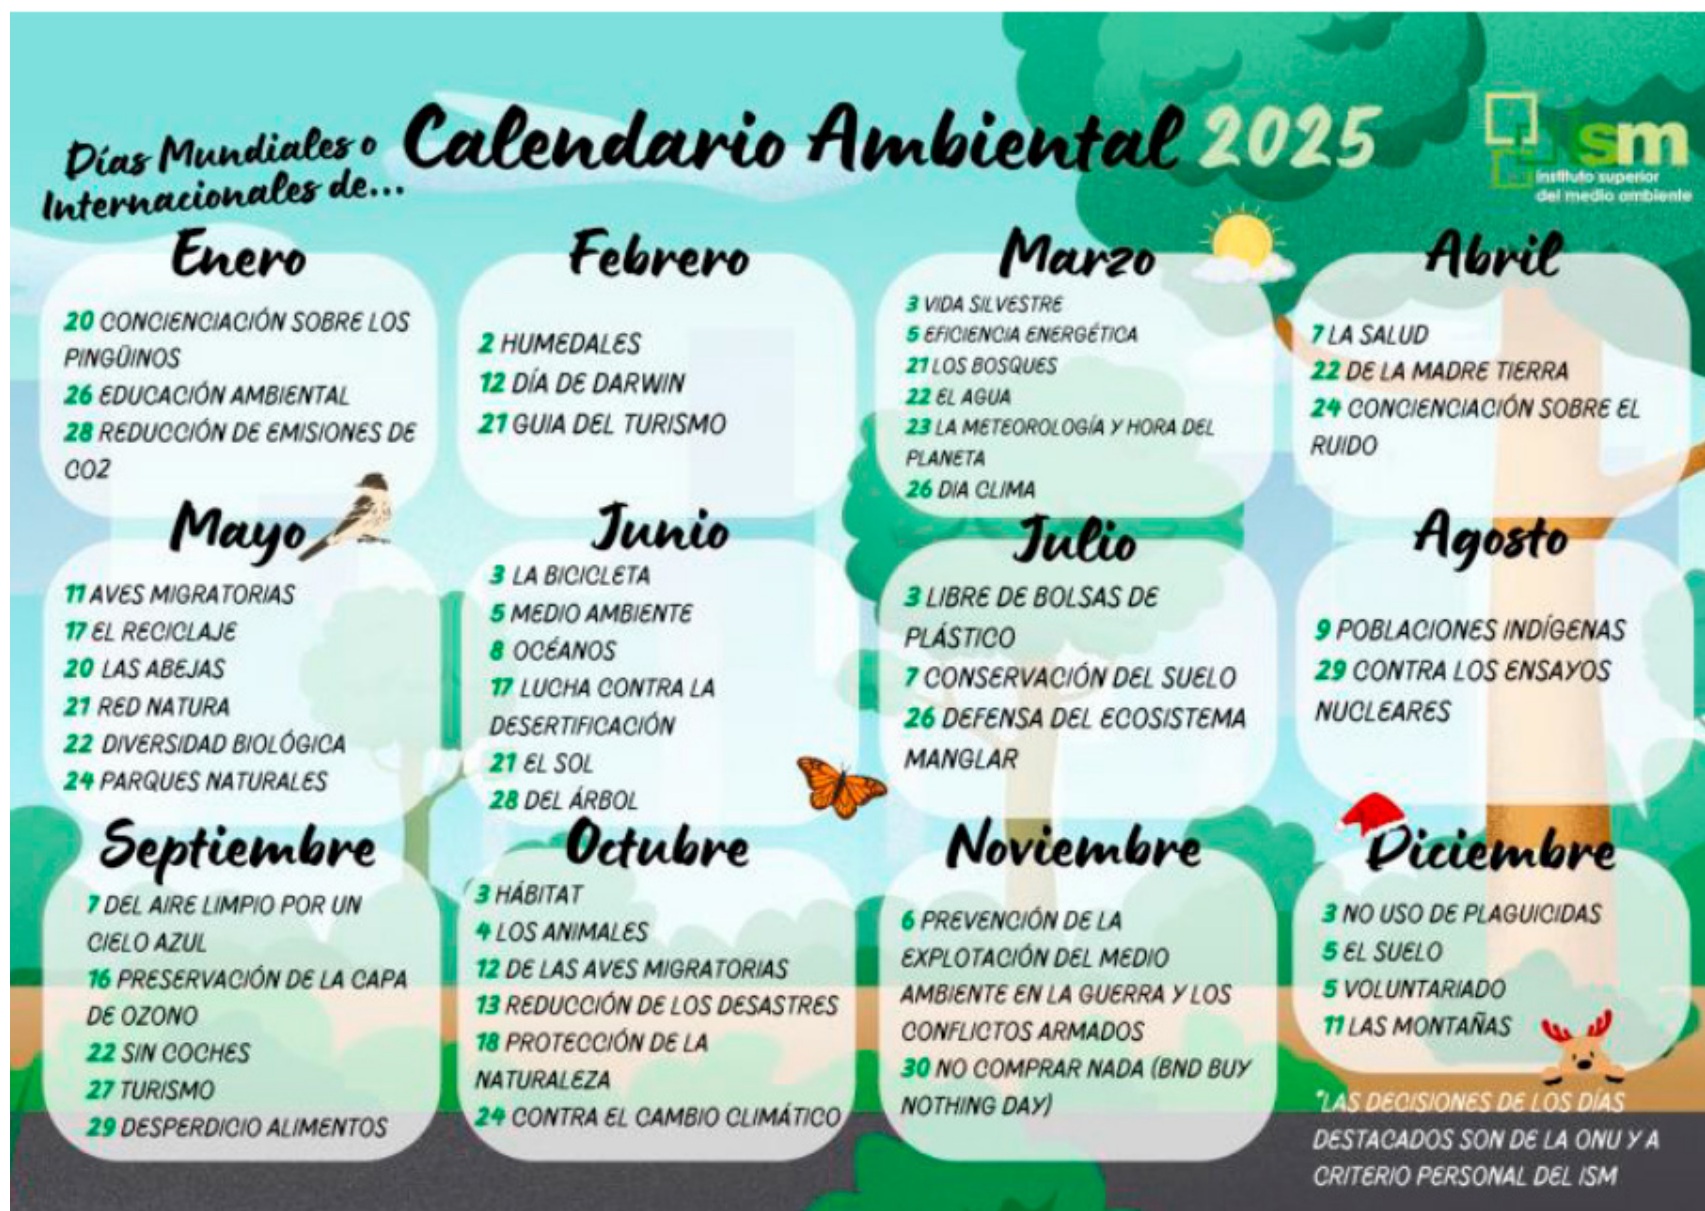 Días Mundiales o
Internacionales de...
Calendario Ambiental 2025
ism
instituto superior
del medio ambiente
Enero
20 CONCIENCIACIÓN SOBRE LOS
PINGÜINOS
26 EDUCACIÓN AMBIENTAL
28 REDUCCIÓN DE EMISIONES DE
CO2
Febrero
2 HUMEDALES
12 DÍA DE DARWIN
21 GUIA DEL TURISMO
Marzo
3 VIDA SILVESTRE
5 EFICIENCIA ENERGÉTICA
21 LOS BOSQUES
22 EL AGUA
23 LA METEOROLOGÍA Y HORA DEL
PLANETA
26 DIA CLIMA
Abril
7 LA SALUD
22 DE LA MADRE TIERRA
24 CONCIENCIACIÓN SOBRE EL
RUIDO
Mayo
11 AVES MIGRATORIAS
17 EL RECICLAJE
20 LAS ABEJAS
21 RED NATURA
22 DIVERSIDAD BIOLÓGICA
24 PARQUES NATURALES
Junio
3 LA BICICLETA
5 MEDIO AMBIENTE
8 OCÉANOS
17 LUCHA CONTRA LA
DESERTIFICACIÓN
21 EL SOL
28 DEL ÁRBOL
Julio
3 LIBRE DE BOLSAS DE
PLÁSTICO
7 CONSERVACIÓN DEL SUELO
26 DEFENSA DEL ECOSISTEMA
MANGLAR
Agosto
9 POBLACIONES INDÍGENAS
29 CONTRA LOS ENSAYOS
NUCLEARES
Septiembre
7 DEL AIRE LIMPIO POR UN
CIELO AZUL
16 PRESERVACIÓN DE LA CAPA
DE OZONO
22 SIN COCHES
27 TURISMO
29 DESPERDICIO ALIMENTOS
Octubre
3 HÁBITAT
4 LOS ANIMALES
12 DE LAS AVES MIGRATORIAS
13 REDUCCIÓN DE LOS DESASTRES
18 PROTECCIÓN DE LA
NATURALEZA
24 CONTRA EL CAMBIO CLIMÁTICO
Noviembre
6 PREVENCIÓN DE LA
EXPLOTACIÓN DEL MEDIO
AMBIENTE EN LA GUERRA Y LOS
CONFLICTOS ARMADOS
30 NO COMPRAR NADA (BND BUY
NOTHING DAY)
Diciembre
3 NO USO DE PLAGUICIDAS
5 EL SUELO
5 VOLUNTARIADO
11 LAS MONTAÑAS
*LAS DECISIONES DE LOS DÍAS
DESTACADOS SON DE LA ONU Y A
CRITERIO PERSONAL DEL ISM